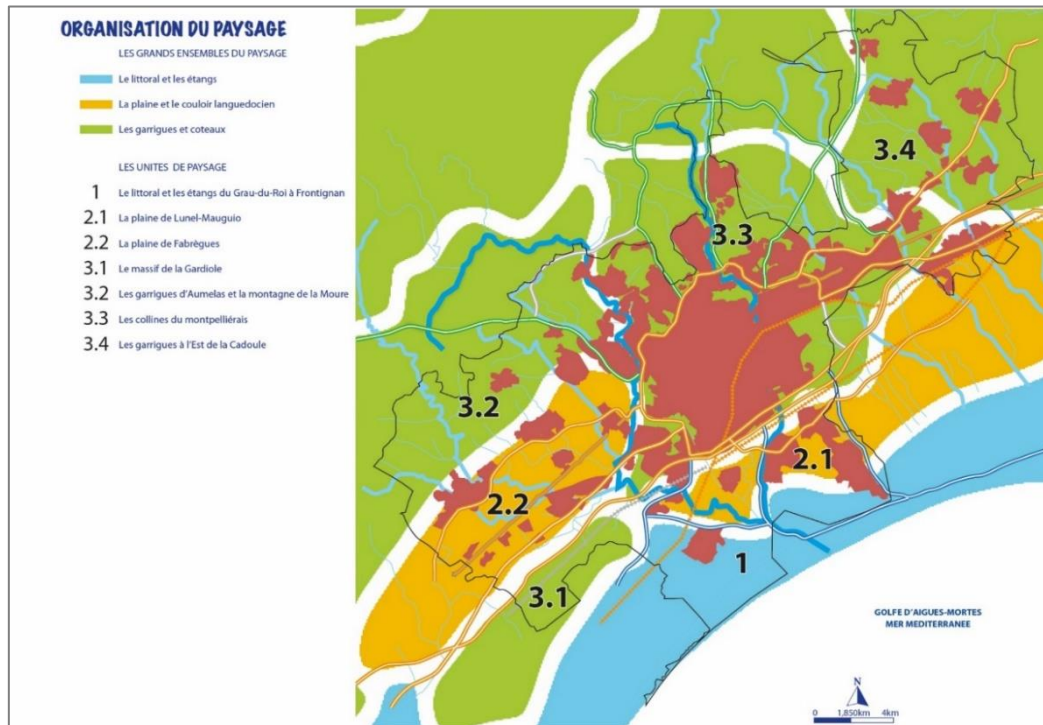 ORGANISATION DU PAYSAGE
LES GRANDS ENSEMBLES DU PAYSAGE
Le littoral et les étangs
La plaine et le couloir languedocien
Les garrigues et coteaux
LES UNITES DE PAYSAGE
1 Le littoral et les étangs du Grau-du-Roi à Frontignan
2.1 La plaine de Lunel-Mauguio
2.2 La plaine de Fabrègues
3.1 Le massif de la Gardiole
3.2 Les garrigues d'Aumelas et la montagne de la Moure
3.3 Les collines du montpelliérais
3.4 Les garrigues à l'Est de la Cadoule
3.4
3.3
3.2
2.1
2.2
1
3.1
GOLFE D'AIGUES-MORTES
MER MEDITERRANEE
N
0 1,850km 4km